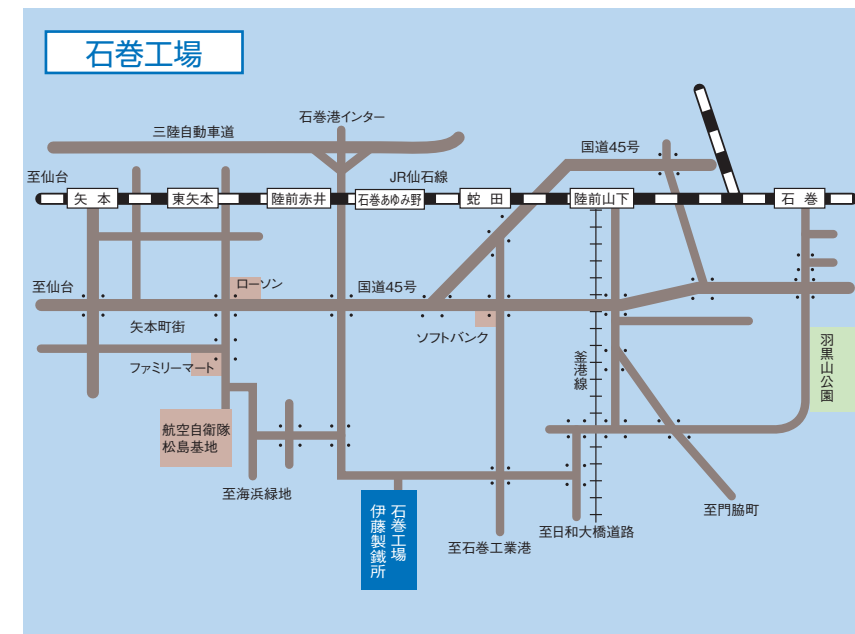 石巻工場
石巻港インター
三陸自動車道
国道45号
至仙台
JR仙石線
矢本
東矢本
陸前赤井
石巻あゆみ野
蛇田
陸前山下
石巻
至仙台
ローソン
国道45号
矢本町街
ソフトバンク
ファミリーマート
釜港線
羽黒山公園
航空自衛隊
松島基地
至海浜緑地
石巻工場
伊藤製鐵所
至石巻工業港
至日和大橋道路
至門脇町